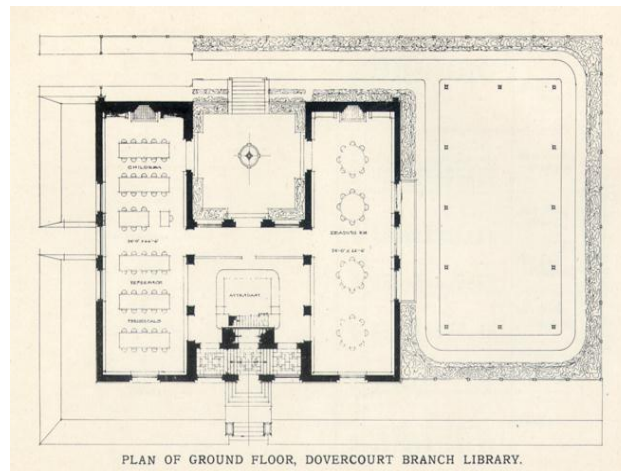 CHILDREN
READING RM
REFERENCE
ATTENDANT
PERIODICALS
PLAN OF GROUND FLOOR, DOVERCOURT BRANCH LIBRARY.